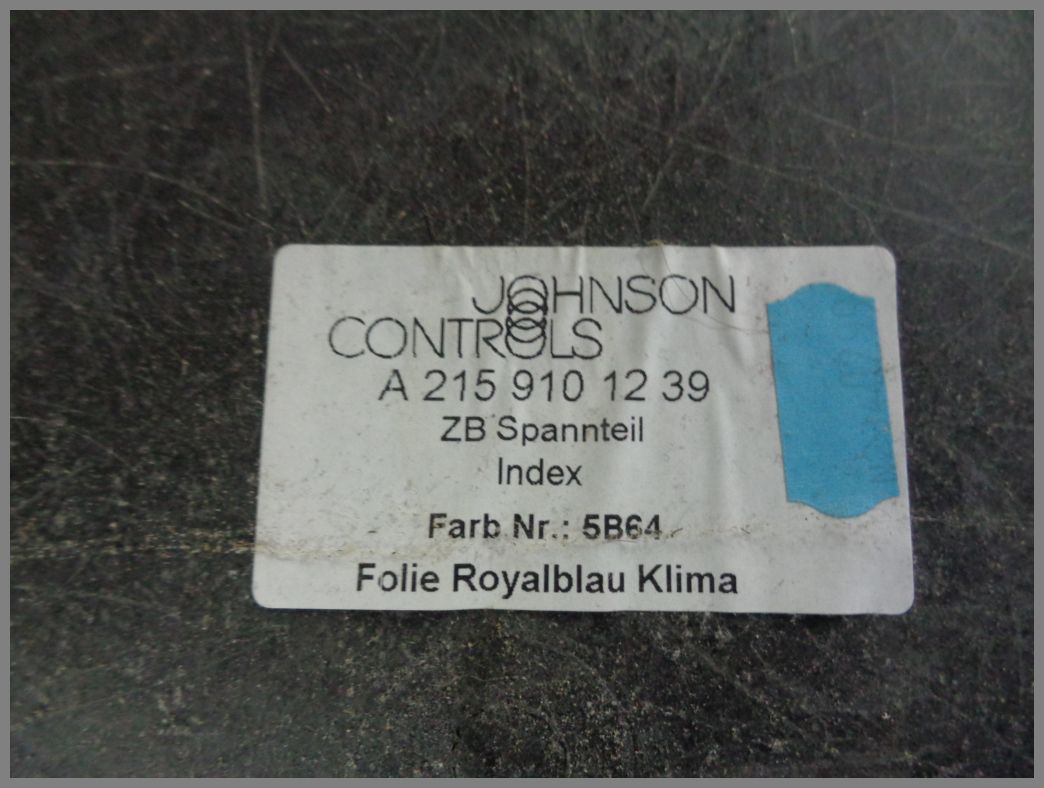 JOHNSON
CONTROLS
A 215 910 12 39
ZB Spannteil
Index
Farb Nr.: 5B64
Folie Royalblau Klima